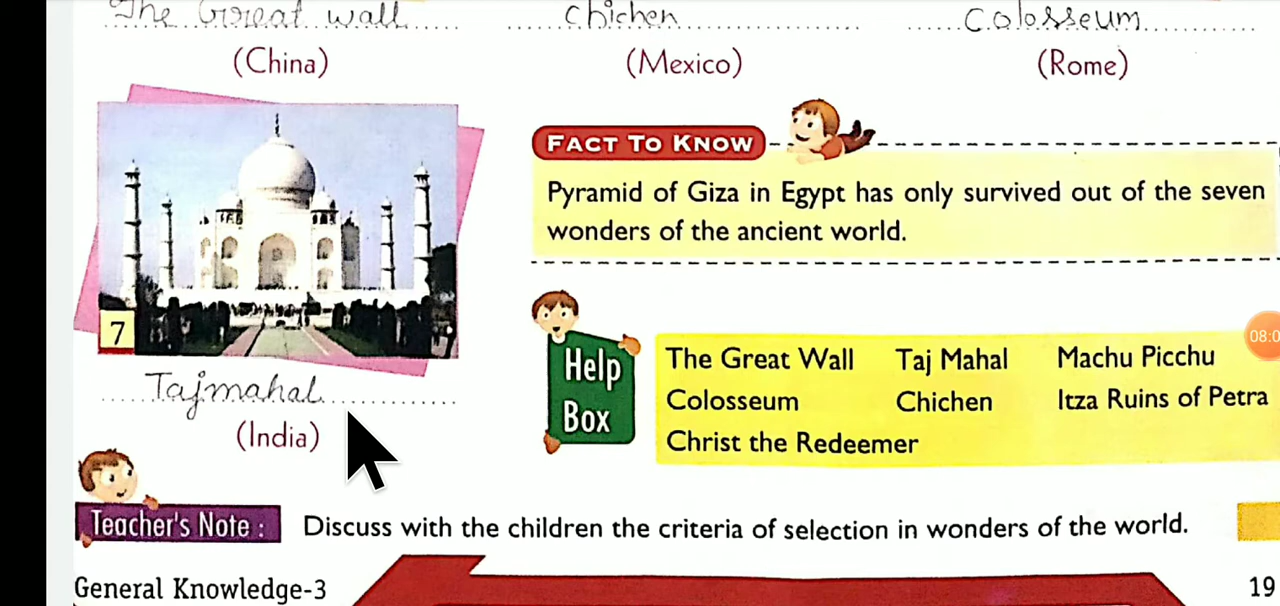 The Great wall
chichen
Colosseum
(China)
(Mexico)
(Rome)
FACT TO KNOW
Pyramid of Giza in Egypt has only survived out of the seven
wonders of the ancient world.
7
Tajmahal
(India)
Help
Box
The Great Wall Taj Mahal Machu Picchu
Colosseum Chichen Itza Ruins of Petra
Christ the Redeemer
08:0
Teacher's Note : Discuss with the children the criteria of selection in wonders of the world.
General Knowledge-3
19